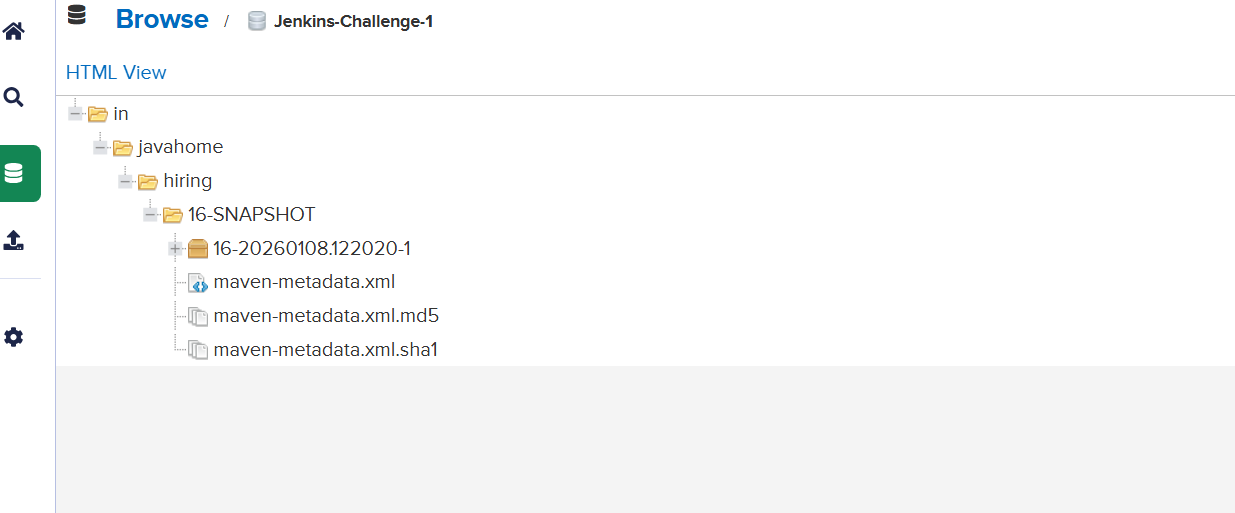 Browse / Jenkins-Challenge-1
HTML View
in
javahome
hiring
16-SNAPSHOT
16-20260108.122020-1
maven-metadata.xml
maven-metadata.xml.md5
maven-metadata.xml.sha1